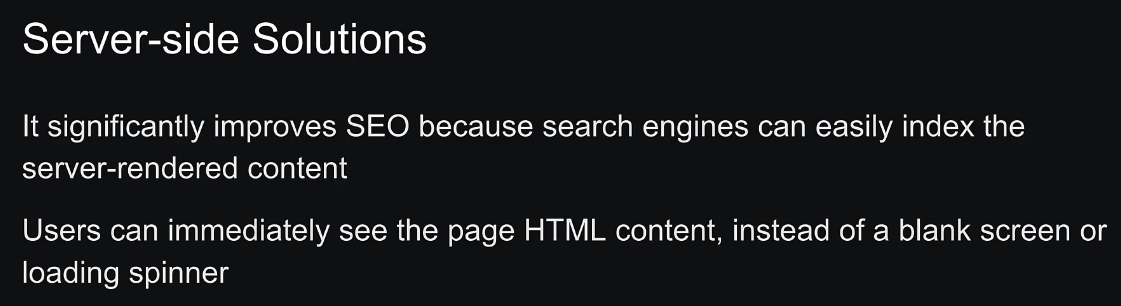 Server-side Solutions
It significantly improves SEO because search engines can easily index the
server-rendered content
Users can immediately see the page HTML content, instead of a blank screen or
loading spinner